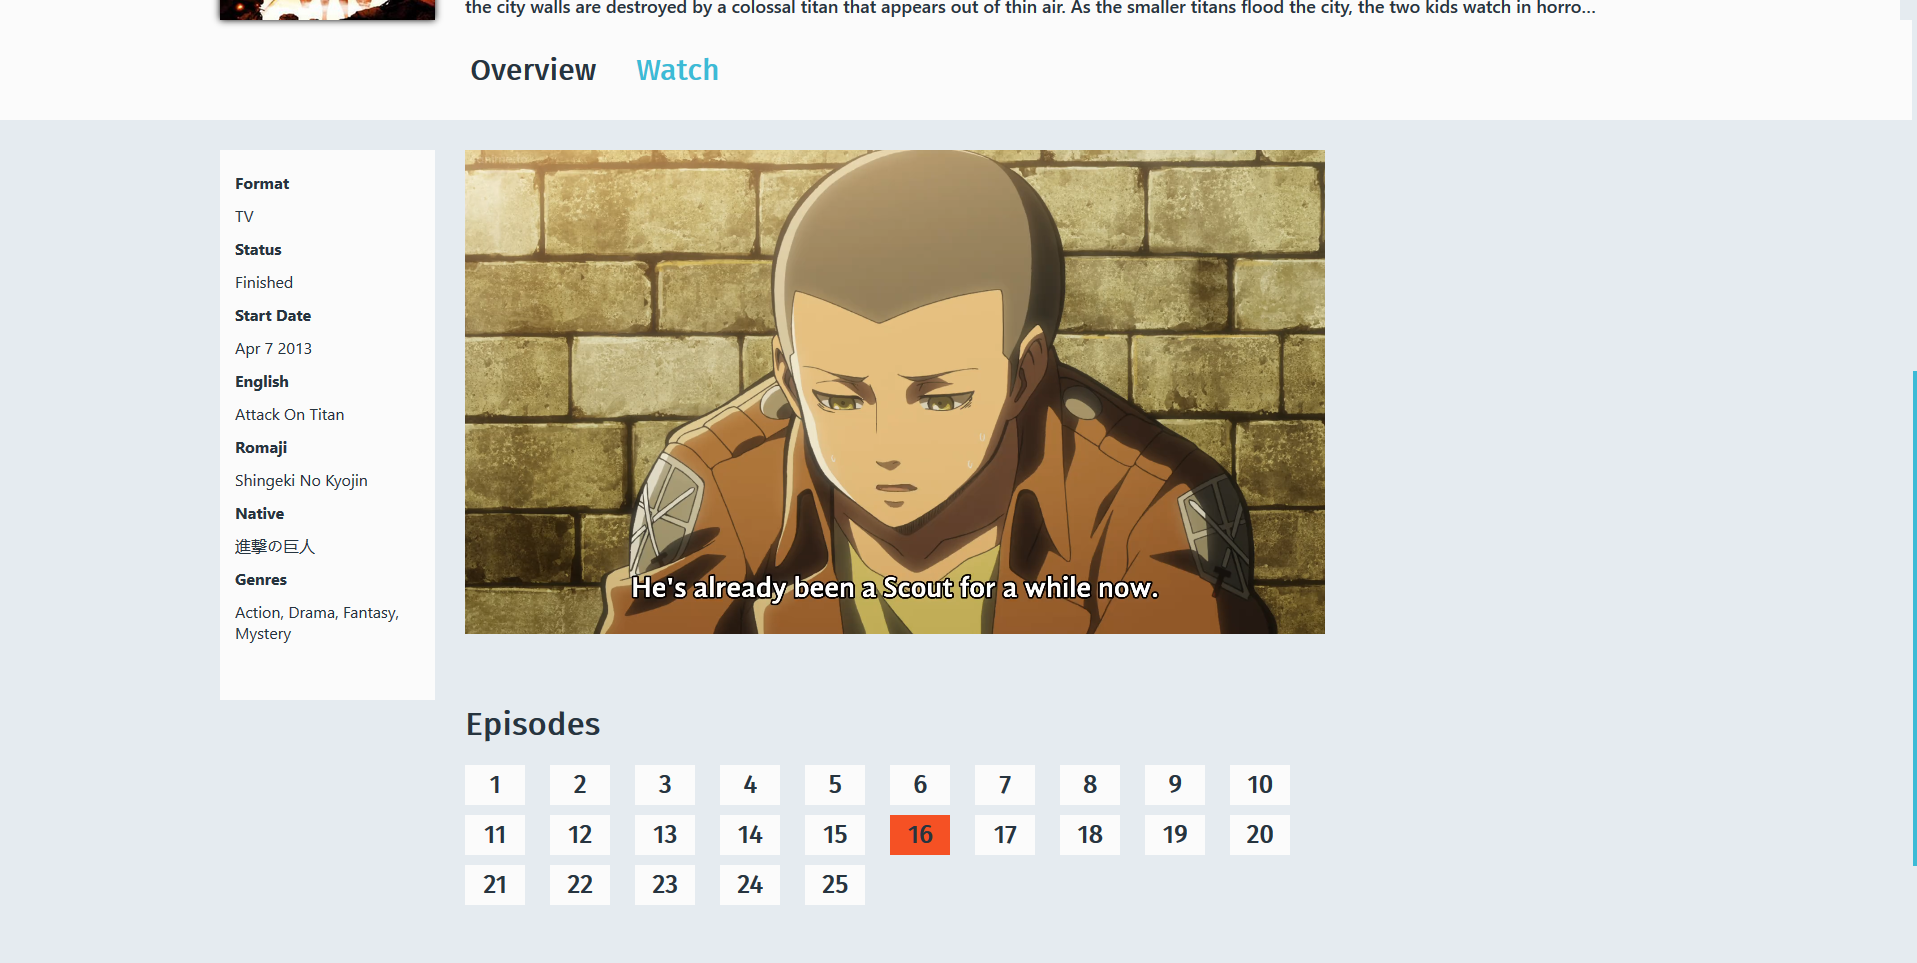 the city walls are destroyed by a colossal titan that appears out of thin air. As the smaller titans flood the city, the two kids watch in horro...
Overview Watch
Format
TV
Status
Finished
Start Date
Apr 7 2013
English
Attack On Titan
Romaji
Shingeki No Kyojin
Native
進撃の巨人
Genres
Action, Drama, Fantasy,
Mystery
He's already been a Scout for a while now.
Episodes
1 2 3 4 5 6 7 8 9 10
11 12 13 14 15 16 17 18 19 20
21 22 23 24 25